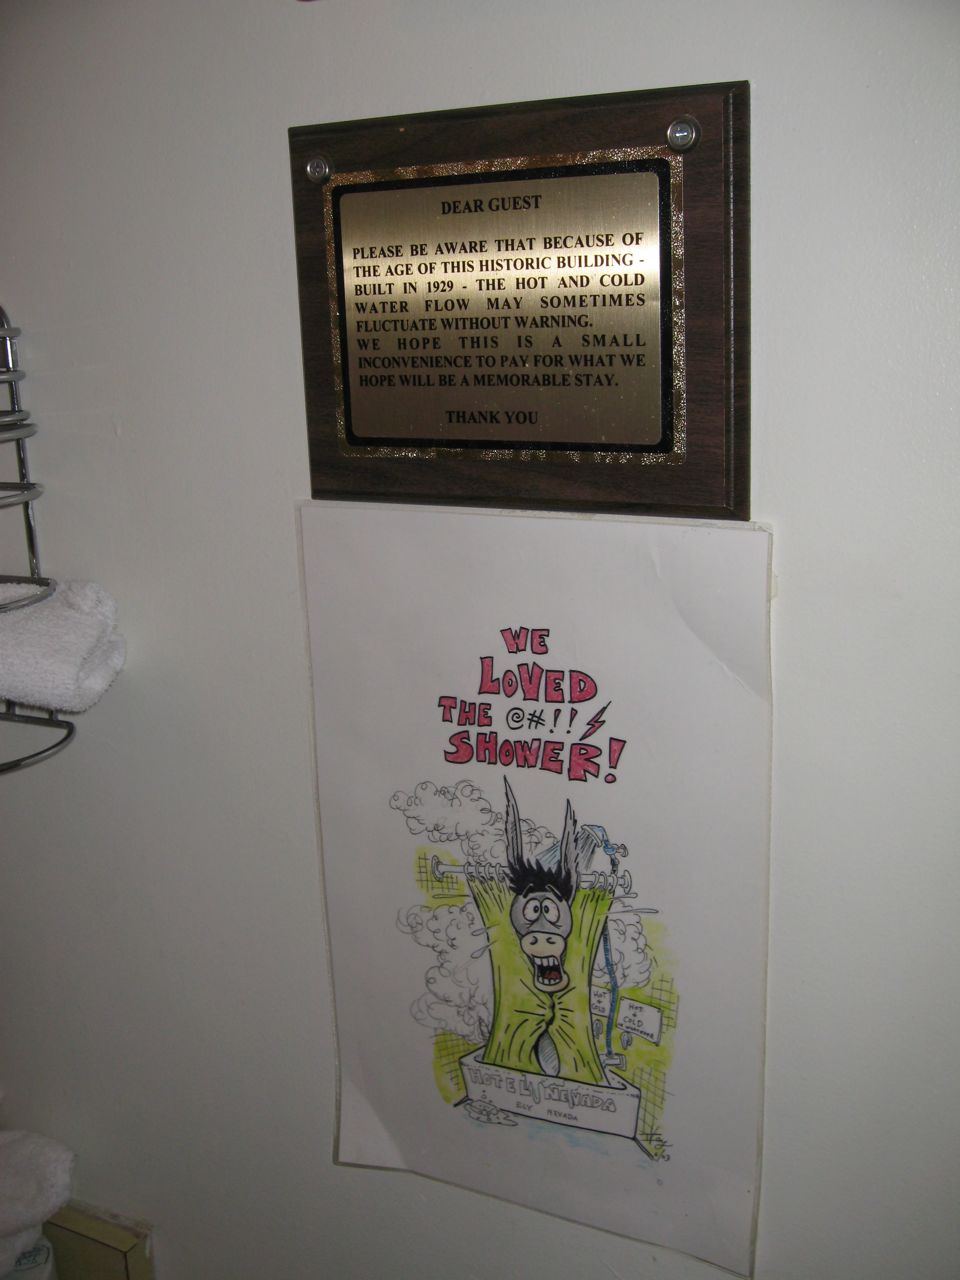 DEAR GUEST
PLEASE BE AWARE THAT BECAUSE OF
THE AGE OF THIS HISTORIC BUILDING -
BUILT IN 1929 - THE HOT AND COLD
WATER FLOW MAY SOMETIMES
FLUCTUATE WITHOUT WARNING.
WE HOPE THIS IS A SMALL
INCONVENIENCE TO PAY FOR WHAT WE
HOPE WILL BE A MEMORABLE STAY.
THANK YOU
WE
LOVED
THE @#!!
SHOWER!
HOT
+
COLD
HOT
+
COLD
HOTEL NEVADA
ELY NEVADA